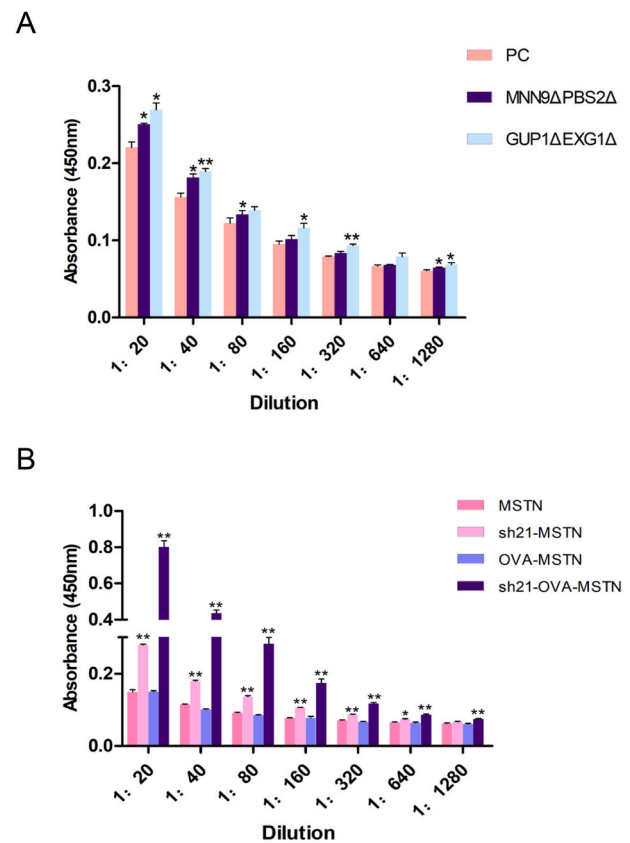 A
PC
MNN9ΔPBS2Δ
GUP1ΔEXG1Δ
Absorbance (450nm)
0.3
0.2
0.1
0.0
* * * ** * * ** * *
1: 20
1: 40
1: 80
1: 160
1: 320
1: 640
1: 1280
Dilution
B
MSTN
sh21-MSTN
OVA-MSTN
sh21-OVA-MSTN
Absorbance (450nm)
1.0
0.8
0.6
0.4
0.2
0.0
** ** ** ** ** ** ** ** ** ** * ** **
1: 20
1: 40
1: 80
1: 160
1: 320
1: 640
1: 1280
Dilution